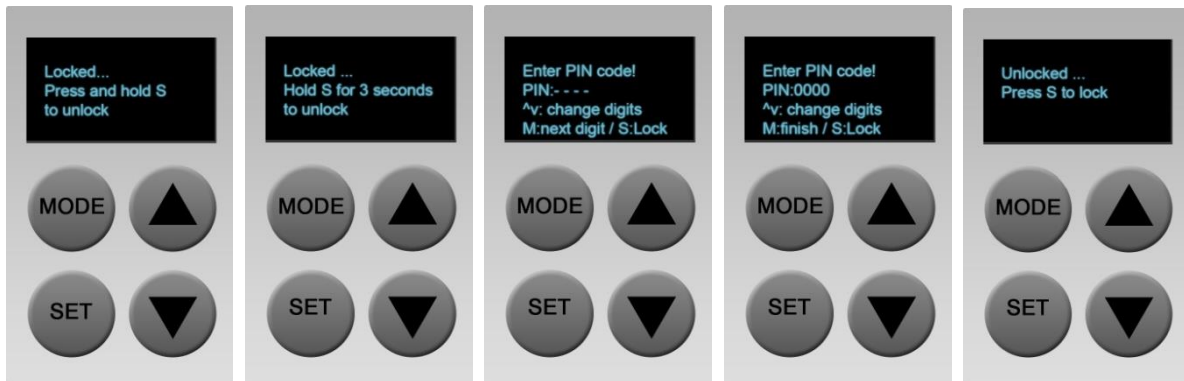 Locked...
Press and hold S
to unlock
MODE
SET
Locked ...
Hold S for 3 seconds
to unlock
MODE
SET
Enter PIN code!
PIN:- - - -
^v: change digits
M:next digit / S:Lock
MODE
SET
Enter PIN code!
PIN:0000
^v: change digits
M:finish / S:Lock
MODE
SET
Unlocked ...
Press S to lock
MODE
SET